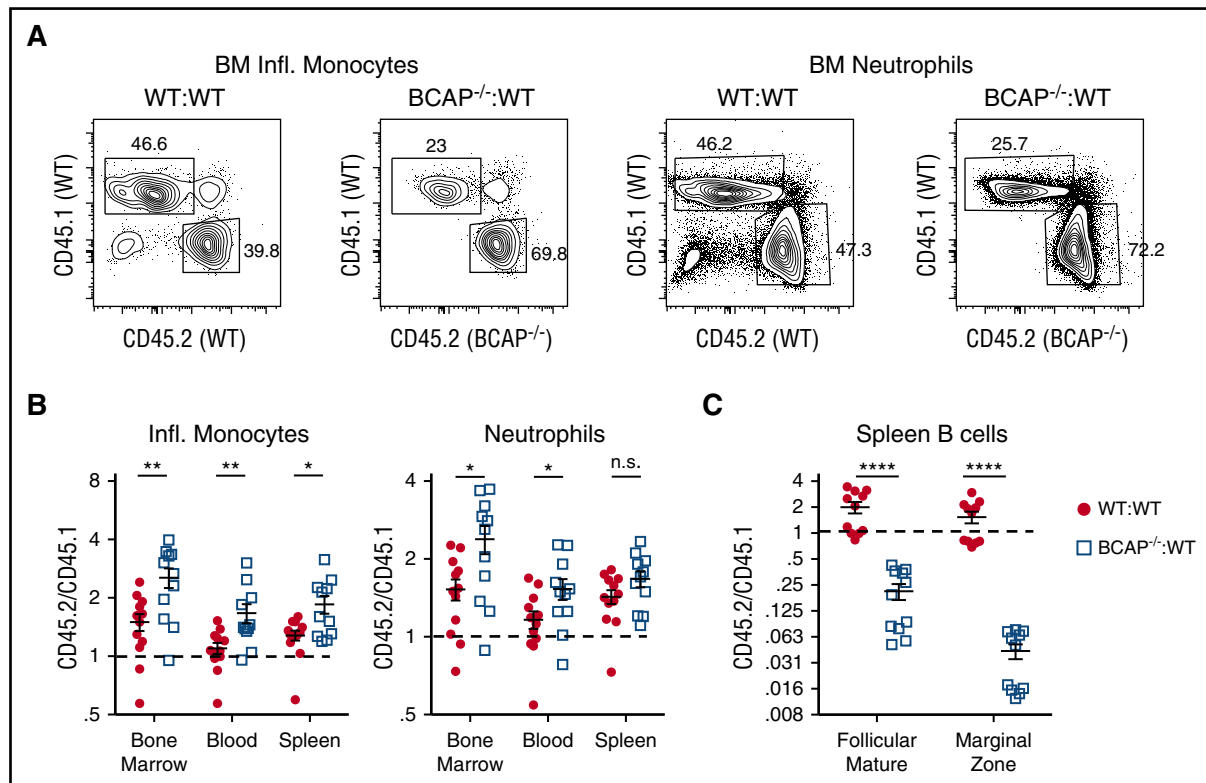 A
BM Infl. Monocytes
BM Neutrophils
WT:WT
BCAP-/-:WT
WT:WT
BCAP-/-:WT
CD45.1 (WT)
46.6
39.8
CD45.2 (WT)
CD45.1 (WT)
23
69.8
CD45.2 (BCAP-/-)
CD45.1 (WT)
46.2
47.3
CD45.2 (WT)
CD45.1 (WT)
25.7
72.2
CD45.2 (BCAP-/-)
B
Infl. Monocytes
CD45.2/CD45.1
8
4
2
1
.5
**
**
*
Bone
Marrow
Blood
Spleen
Neutrophils
CD45.2/CD45.1
4
2
1
.5
*
*
n.s.
Bone
Marrow
Blood
Spleen
C
Spleen B cells
CD45.2/CD45.1
4
2
1
.5
.25
.125
.063
.031
.016
.008
****
****
Follicular
Mature
Marginal
Zone
WT:WT
BCAP-/-:WT